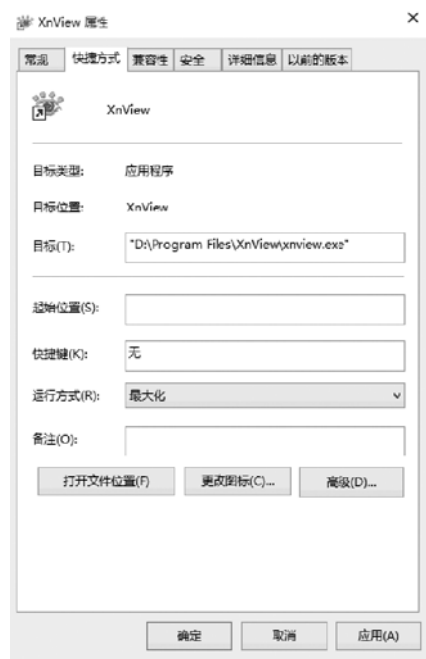 XnView 属性
常规 快捷方式 兼容性 安全 详细信息 以前的版本
XnView
目标类型: 应用程序
目标位置: XnView
目标(T): "D:\Program Files\XnView\xnview.exe"
起始位置(S):
快捷键(K): 无
运行方式(R): 最大化
备注(O):
打开文件位置(F) 更改图标(C)... 高级(D)...
确定 取消 应用(A)